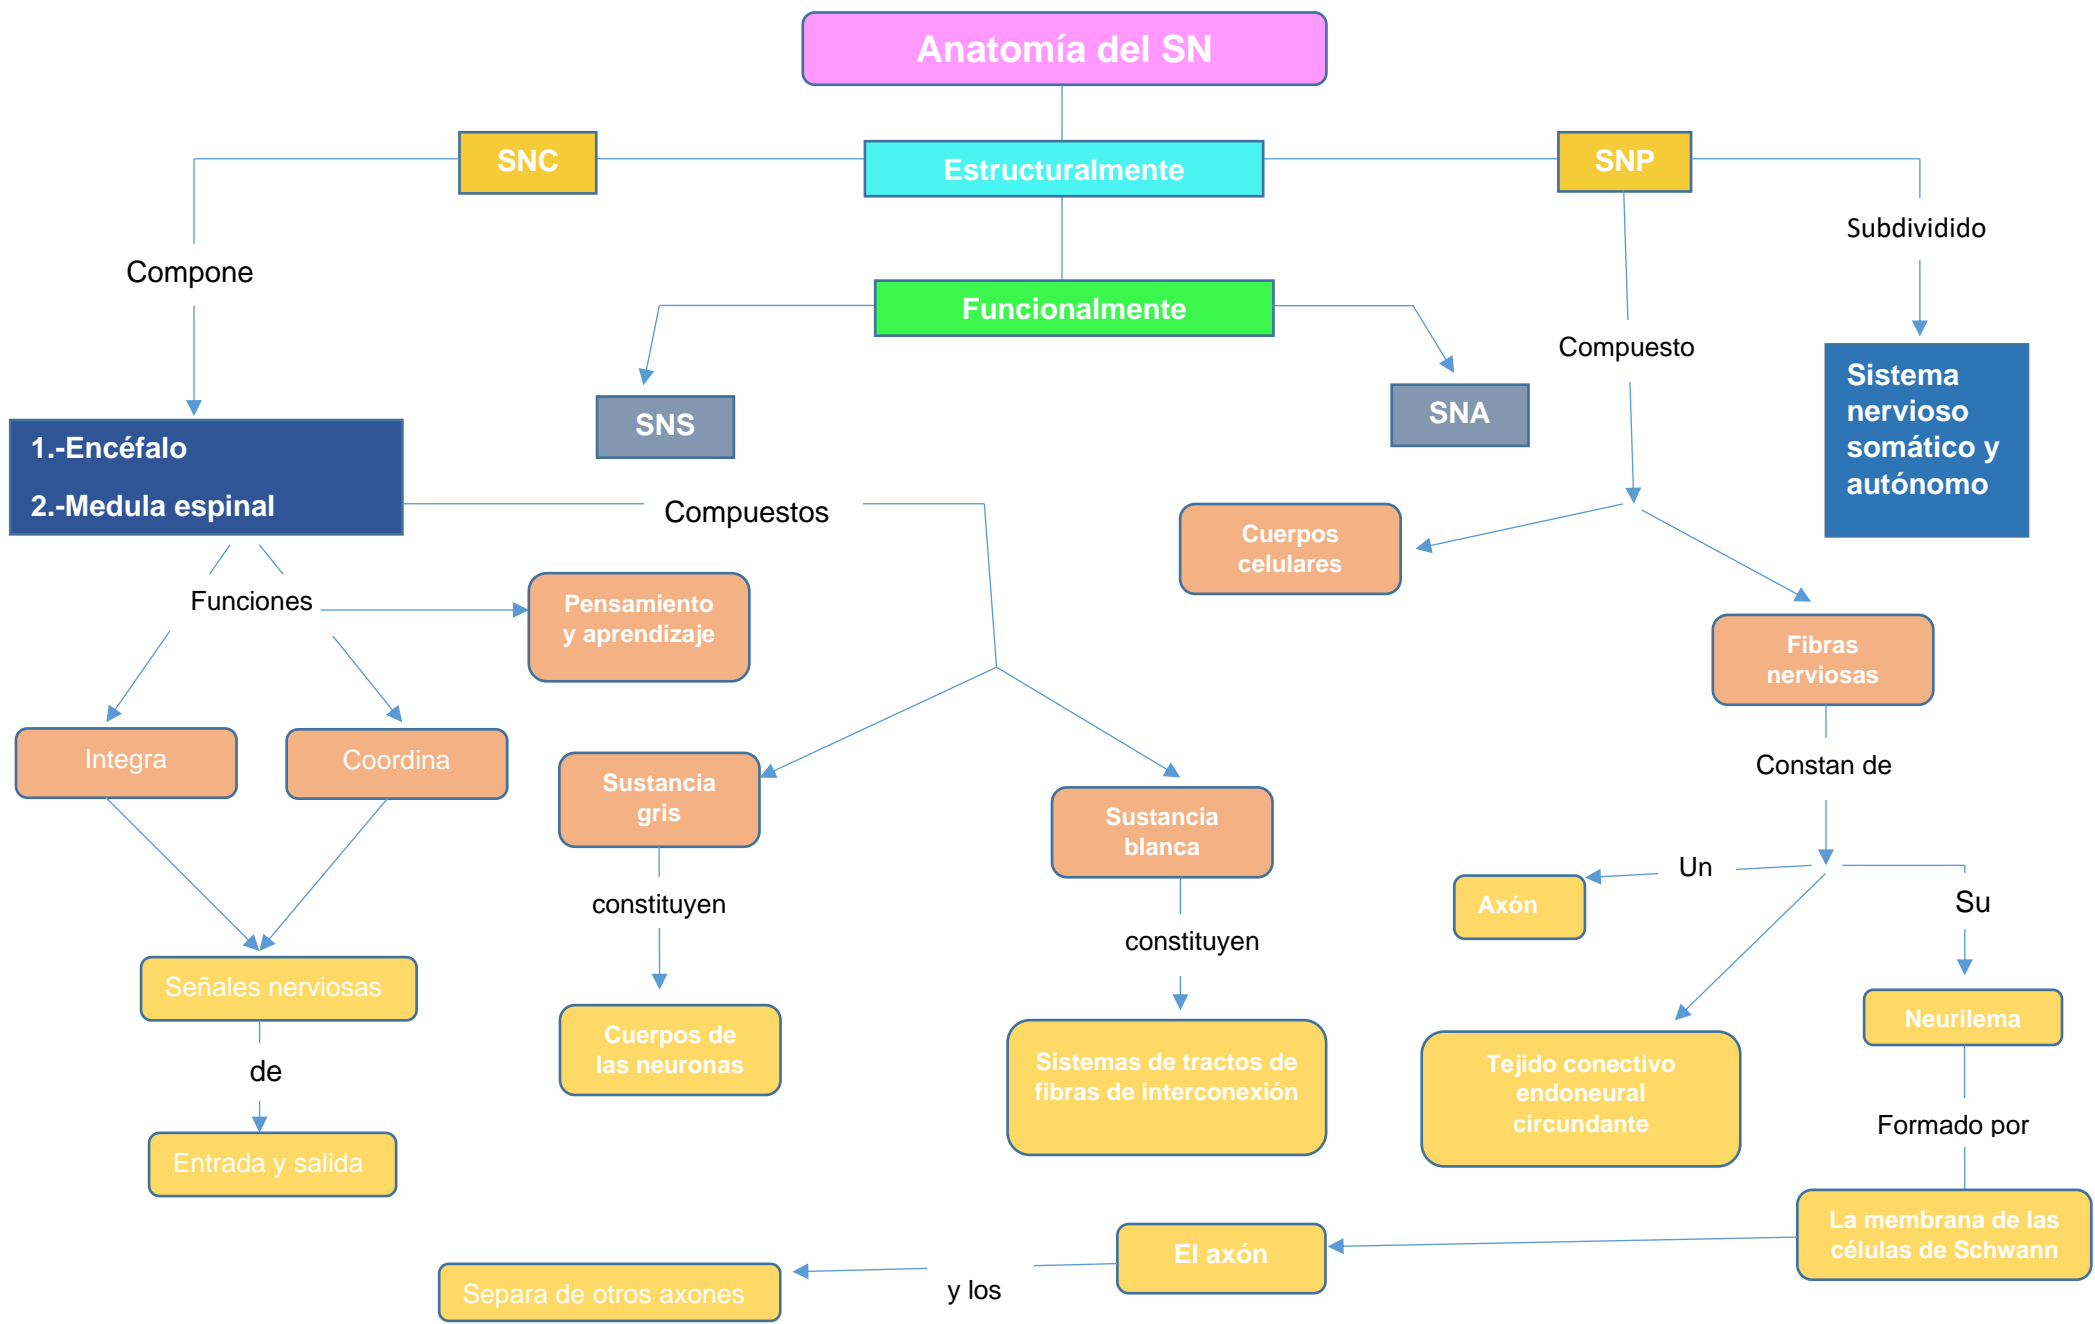 Anatomía del SN
SNC
Estructuralmente
SNP
Subdividido
Compone
Funcionalmente
Compuesto
SNS
SNA
Sistema
nervioso
somático y
autónomo
1.-Encéfalo
2.-Medula espinal
Compuestos
Cuerpos
celulares
Funciones
Pensamiento
y aprendizaje
Fibras
nerviosas
Integra
Coordina
Sustancia
gris
Sustancia
blanca
Constan de
constituyen
constituyen
Un
Axón
Su
Señales nerviosas
Cuerpos de
las neuronas
Sistemas de tractos de
fibras de interconexión
Tejido conectivo
endoneural
circundante
Neurilema
de
Formado por
Entrada y salida
La membrana de las
células de Schwann
El axón
y los
Separa de otros axones